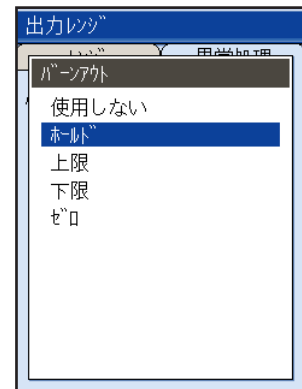 出力レンジ
バーンアウト
使用しない
ホールド
上限
下限
ゼロ